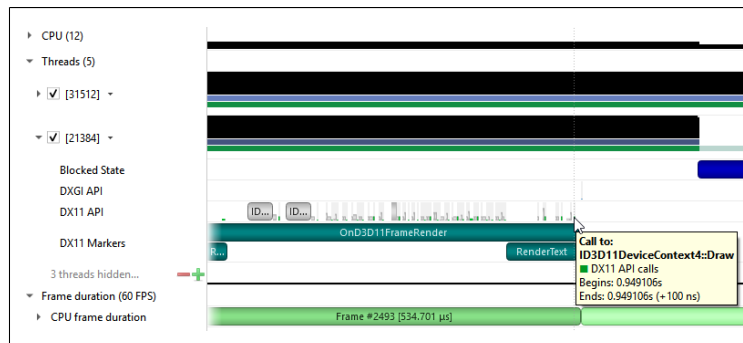 CPU (12)
Threads (5)
[31512]
[21384]
Blocked State
DXGI API
DX11 API
ID...
ID...
DX11 Markers
OnD3D11FrameRender
R...
RenderText
Call to:
ID3D11DeviceContext4::Draw
DX11 API calls
Begins: 0.949106s
Ends: 0.949106s (+100 ns)
3 threads hidden...
Frame duration (60 FPS)
CPU frame duration
Frame #2493 [534.701 µs]